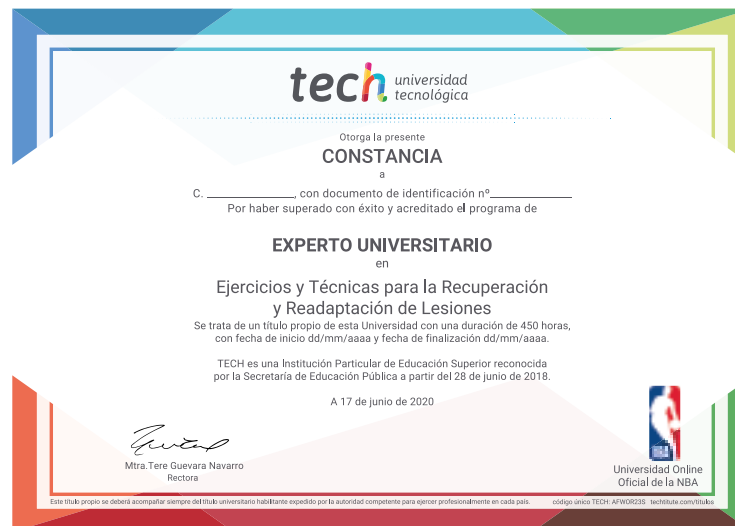 tech universidad
tecnológica
Otorga la presente
CONSTANCIA
a
C. ________________, con documento de identificación nº______________
Por haber superado con éxito y acreditado el programa de
EXPERTO UNIVERSITARIO
en
Ejercicios y Técnicas para la Recuperación
y Readaptación de Lesiones
Se trata de un título propio de esta Universidad con una duración de 450 horas,
con fecha de inicio dd/mm/aaaa y fecha de finalización dd/mm/aaaa.
TECH es una Institución Particular de Educación Superior reconocida
por la Secretaría de Educación Pública a partir del 28 de junio de 2018.
A 17 de junio de 2020
Mtra.Tere Guevara Navarro
Rectora
NBA
Universidad Online
Oficial de la NBA
Este título propio se deberá acompañar siempre del título universitario habilitante expedido por la autoridad competente para ejercer profesionalmente en cada país. código único TECH: AFWOR23S techtitute.com/títulos